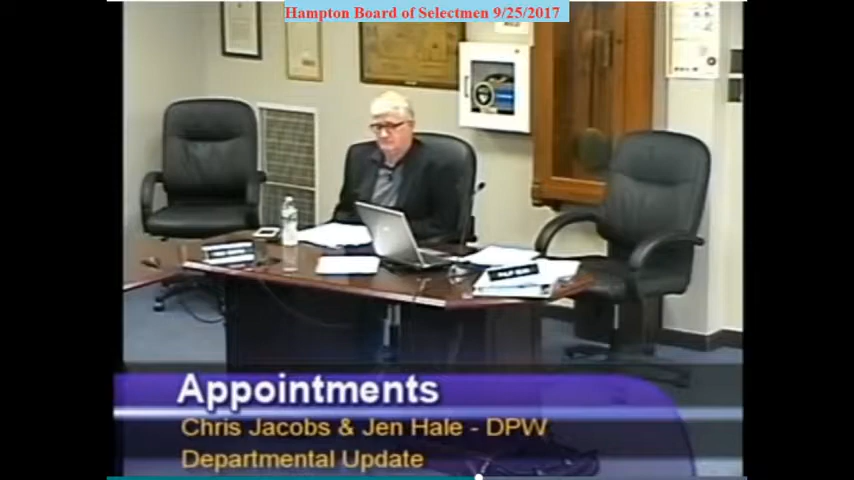 Hampton Board of Selectmen 9/25/2017
Appointments
Chris Jacobs & Jen Hale - DPW
Departmental Update